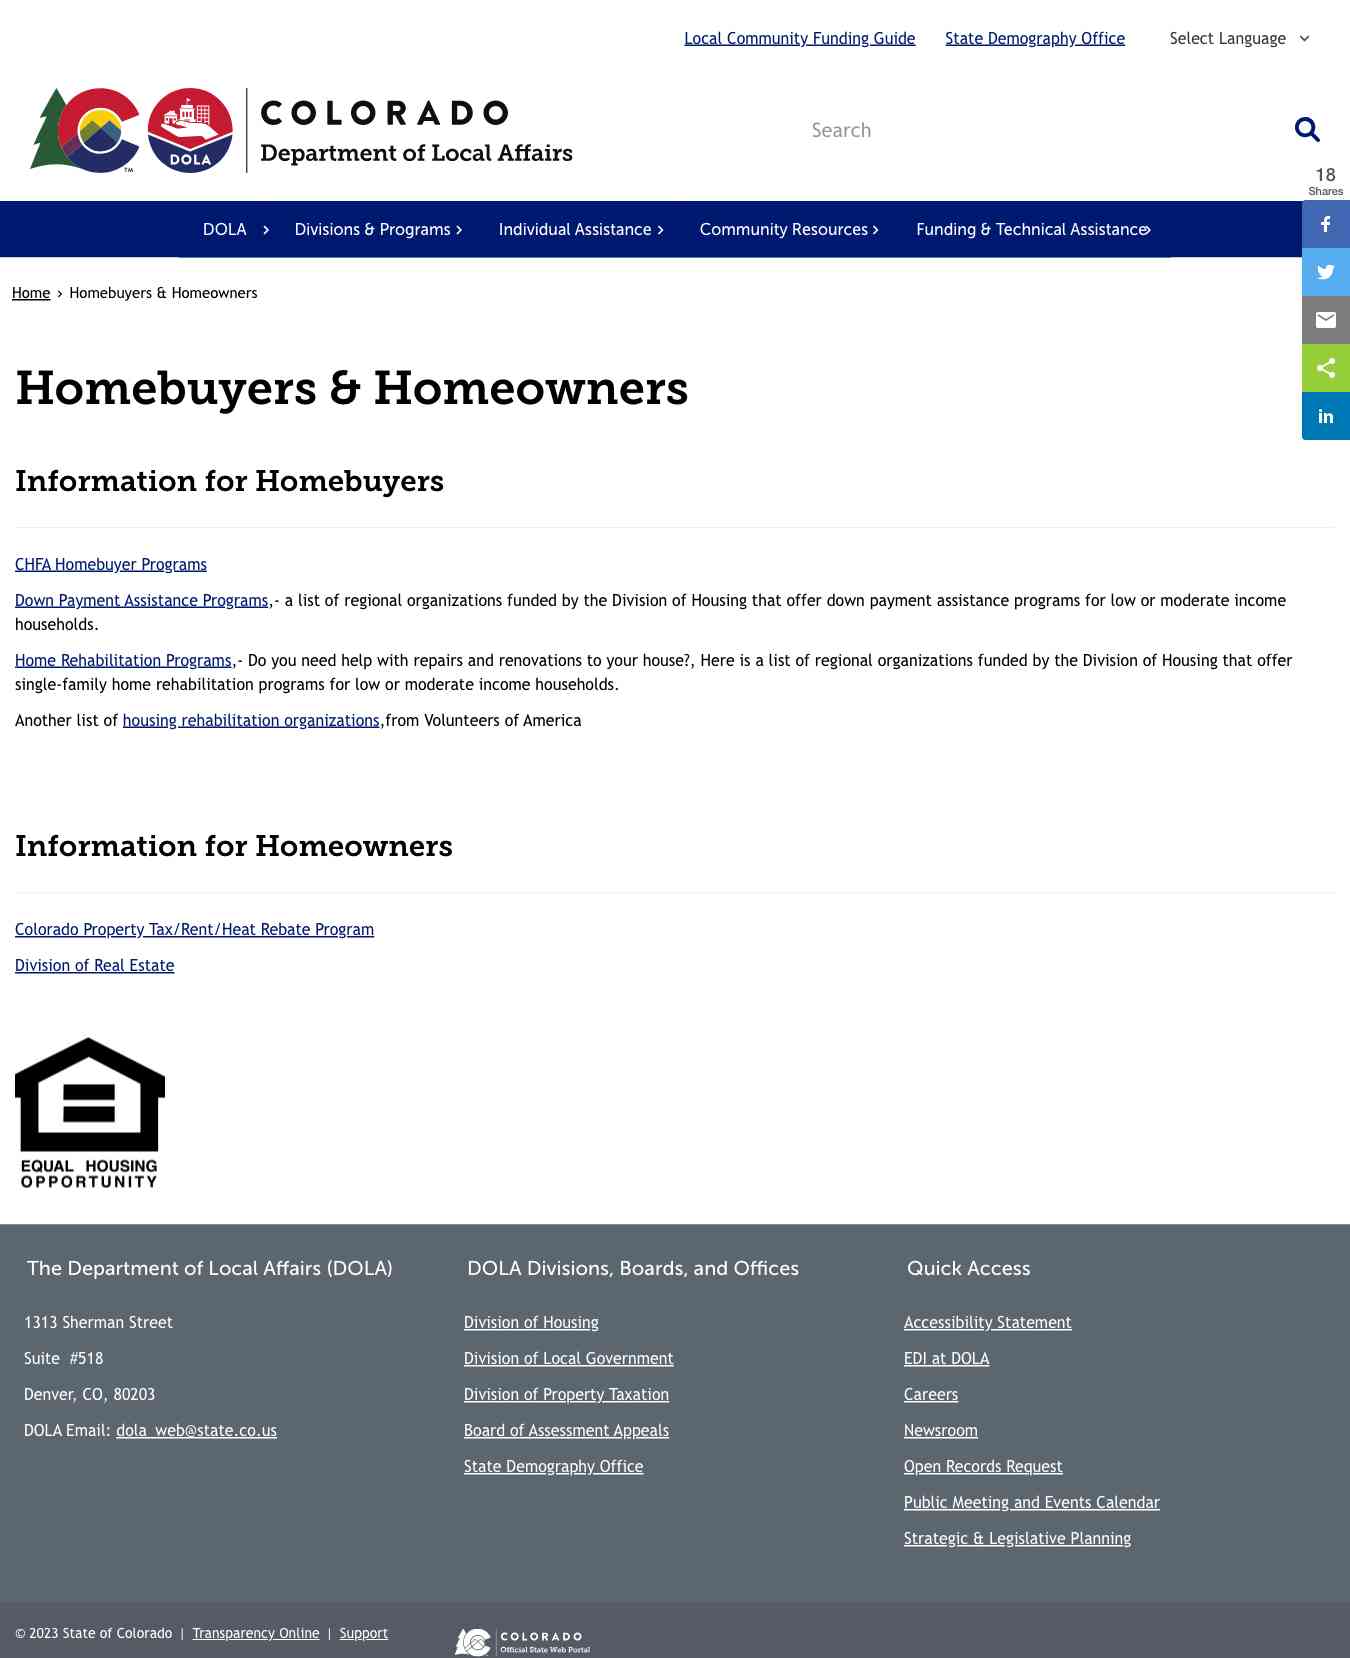 Local Community Funding Guide State Demography Office Select Language
COLORADO
Department of Local Affairs
DOLA
TM
Search
18
Shares
DOLA Divisions & Programs Individual Assistance Community Resources Funding & Technical Assistance
Home › Homebuyers & Homeowners
Homebuyers & Homeowners
Information for Homebuyers
CHFA Homebuyer Programs
Down Payment Assistance Programs,- a list of regional organizations funded by the Division of Housing that offer down payment assistance programs for low or moderate income
households.
Home Rehabilitation Programs,- Do you need help with repairs and renovations to your house?, Here is a list of regional organizations funded by the Division of Housing that offer
single-family home rehabilitation programs for low or moderate income households.
Another list of housing rehabilitation organizations,from Volunteers of America
Information for Homeowners
Colorado Property Tax/Rent/Heat Rebate Program
Division of Real Estate
EQUAL HOUSING
OPPORTUNITY
The Department of Local Affairs (DOLA)
1313 Sherman Street
Suite #518
Denver, CO, 80203
DOLA Email: dola_web@state.co.us
DOLA Divisions, Boards, and Offices
Division of Housing
Division of Local Government
Division of Property Taxation
Board of Assessment Appeals
State Demography Office
Quick Access
Accessibility Statement
EDI at DOLA
Careers
Newsroom
Open Records Request
Public Meeting and Events Calendar
Strategic & Legislative Planning
© 2023 State of Colorado | Transparency Online | Support
COLORADO
Official State Web Portal